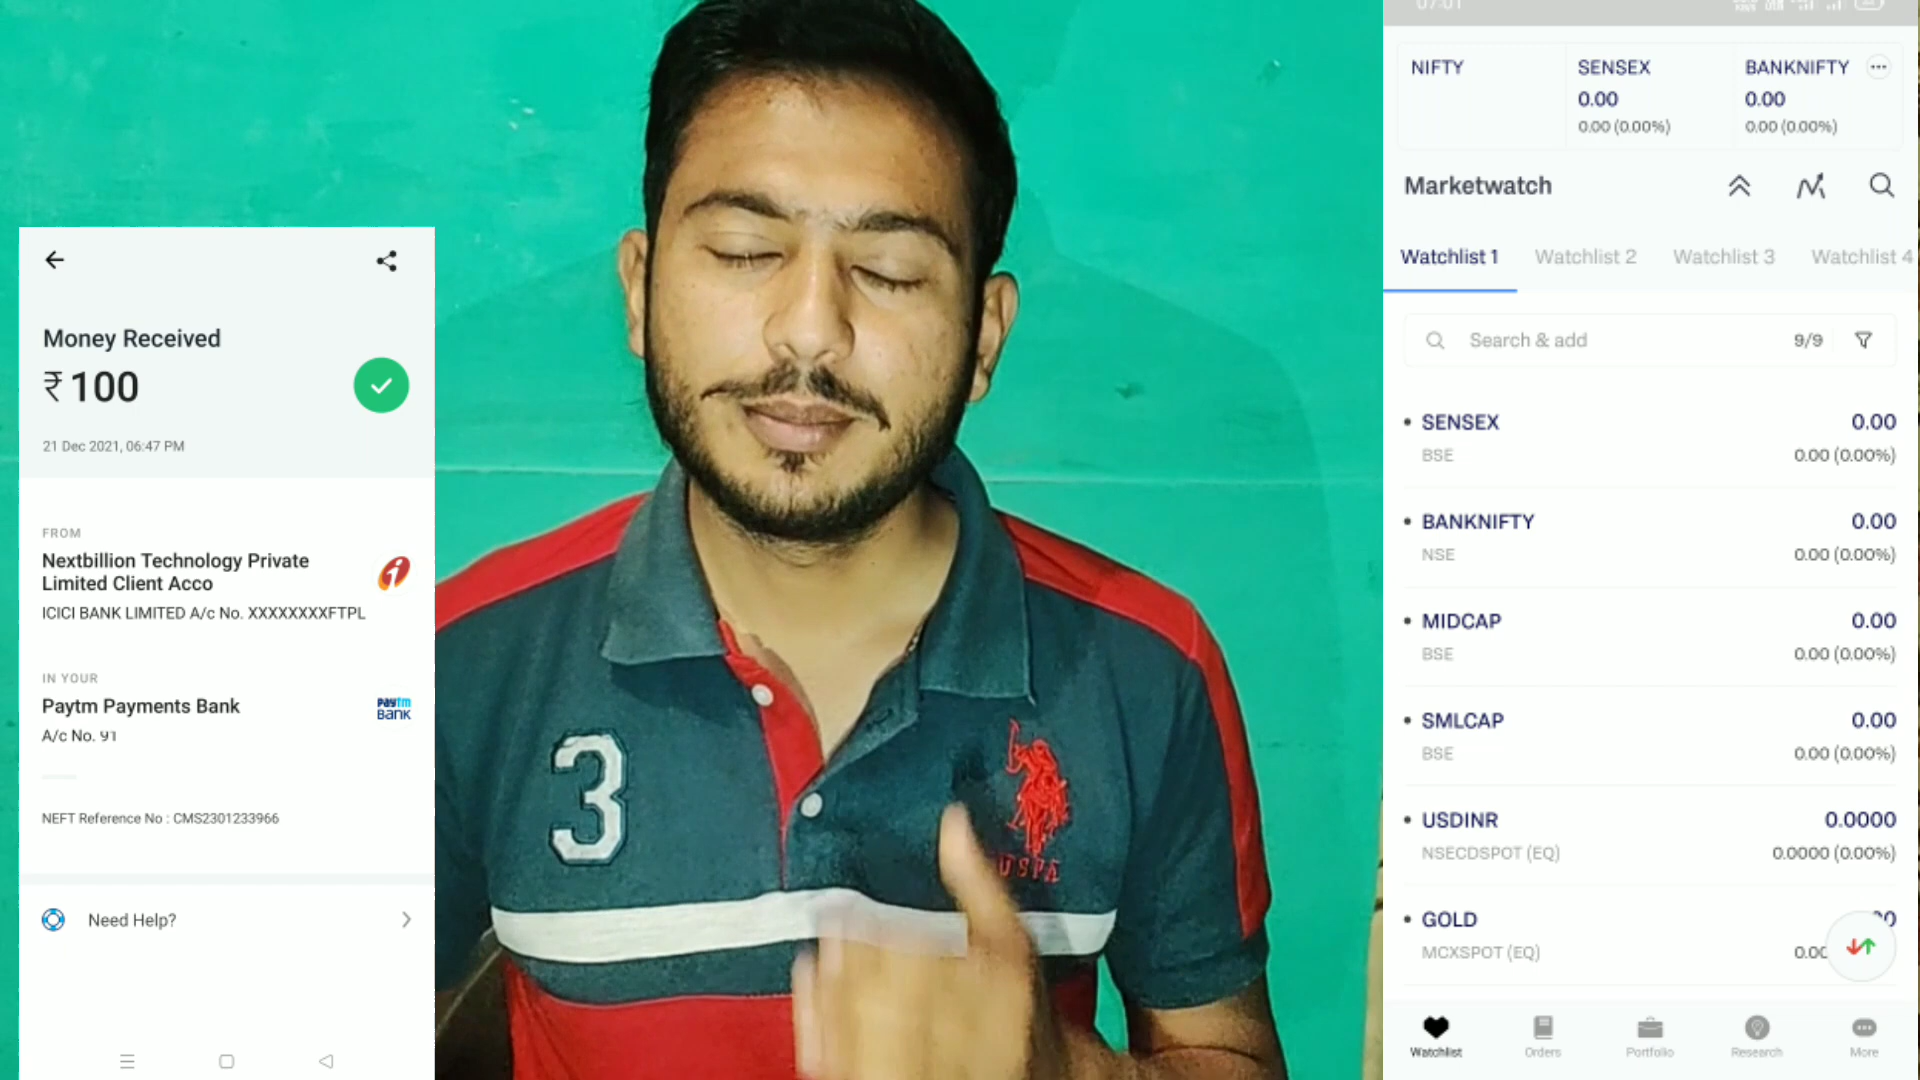 Money Received
₹100
21 Dec 2021, 06:47 PM
FROM
Nextbillion Technology Private
Limited Client Acco
ICICI BANK LIMITED A/c No. XXXXXXXXFTPL
IN YOUR
Paytm Payments Bank
paytm
BANK
A/c No. 91
NEFT Reference No : CMS2301233966
Need Help?
3
USPA
07:01
NIFTY
SENSEX
0.00
0.00 (0.00%)
BANKNIFTY
0.00
0.00 (0.00%)
Marketwatch
Watchlist 1 Watchlist 2 Watchlist 3 Watchlist 4
Search & add 9/9
SENSEX 0.00
BSE 0.00 (0.00%)
BANKNIFTY 0.00
NSE 0.00 (0.00%)
MIDCAP 0.00
BSE 0.00 (0.00%)
SMLCAP 0.00
BSE 0.00 (0.00%)
USDINR 0.0000
NSECDSPOT (EQ) 0.0000 (0.00%)
GOLD
MCXSPOT (EQ)
Watchlist Orders Portfolio Research More